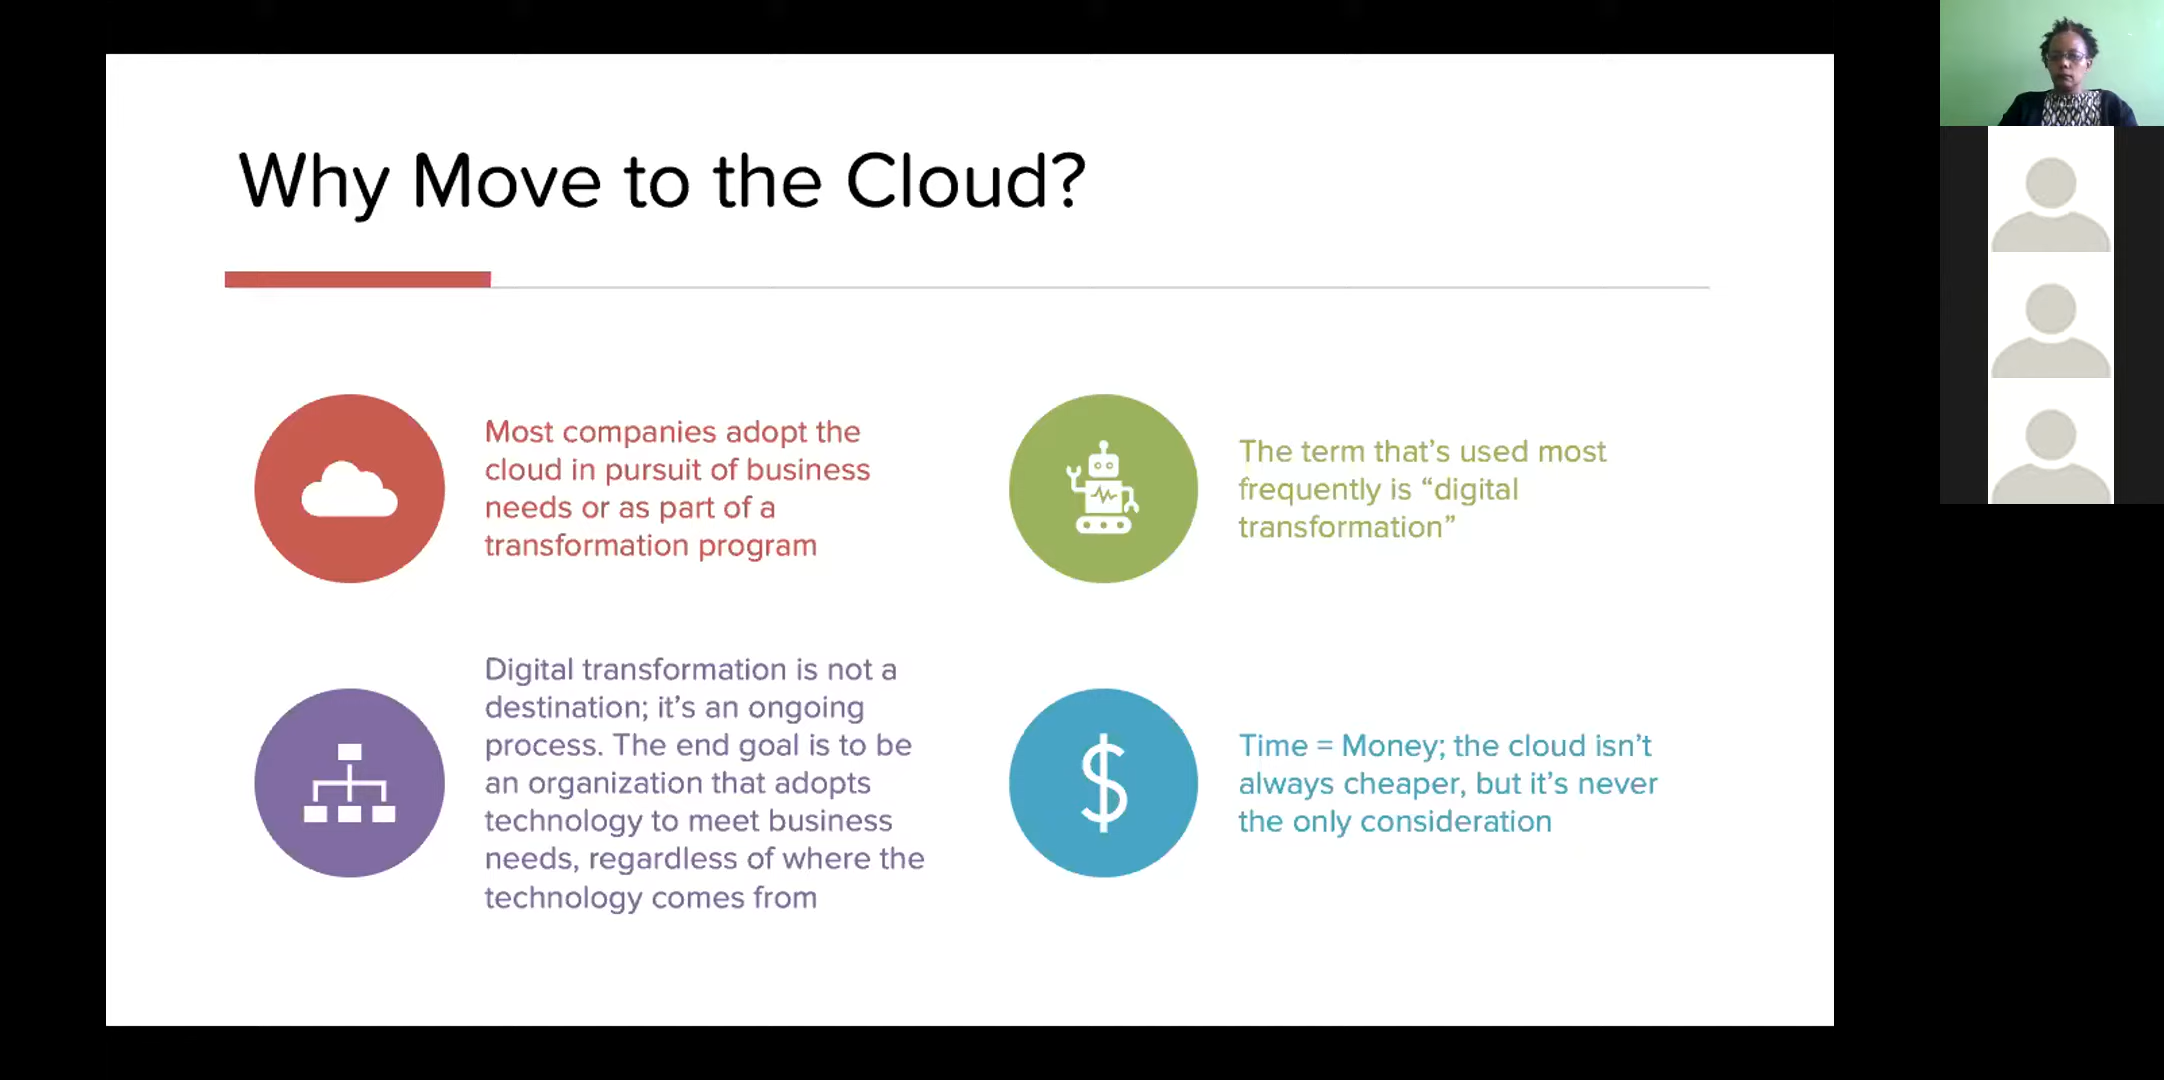 Why Move to the Cloud?
Most companies adopt the
cloud in pursuit of business
needs or as part of a
transformation program
The term that’s used most
frequently is “digital
transformation”
Digital transformation is not a
destination; it’s an ongoing
process. The end goal is to be
an organization that adopts
technology to meet business
needs, regardless of where the
technology comes from
Time = Money; the cloud isn’t
always cheaper, but it’s never
the only consideration